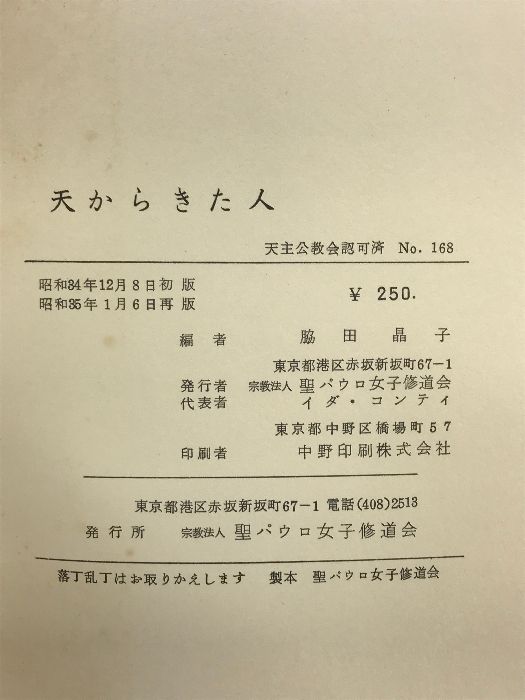 天からきた人
天主公教会認可済 No. 168
昭和34年12月8日初版
昭和35年1月6日再版
¥ 250.
編者 脇田晶子
東京都港区赤坂新坂町67-1
発行者 宗教法人 聖パウロ女子修道会
代表者 イダ・コンティ
東京都中野区橋場町57
印刷者 中野印刷株式会社
東京都港区赤坂新坂町67-1 電話(408)2513
発行所 宗教法人 聖パウロ女子修道会
落丁乱丁はお取りかえします 製本 聖パウロ女子修道会